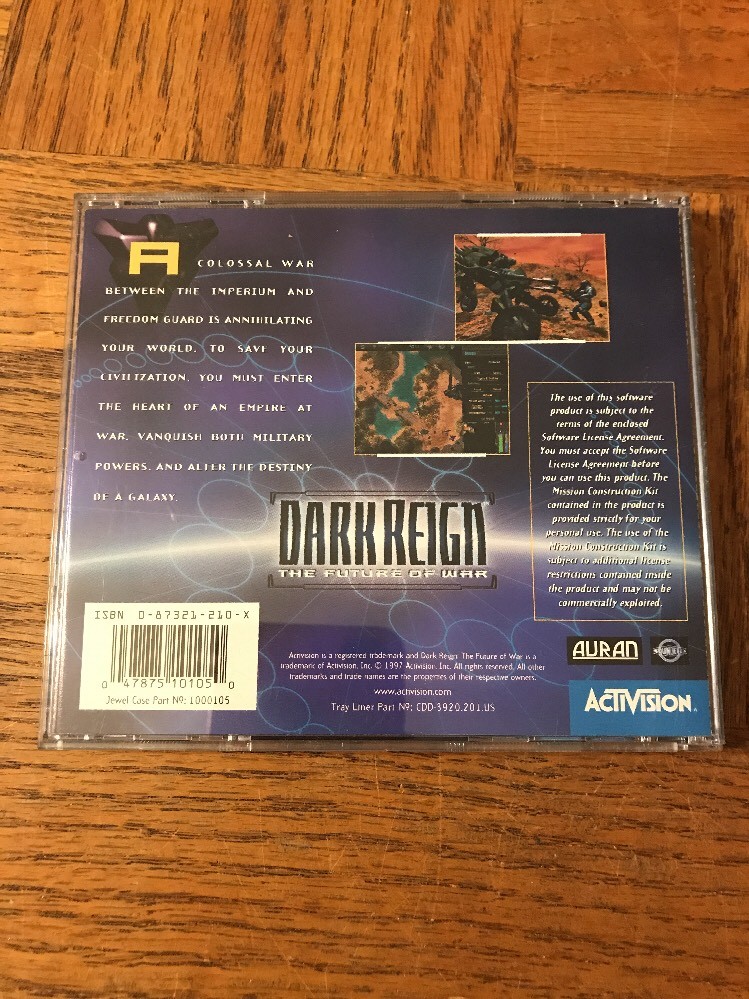 A COLOSSAL WAR
BETWEEN THE IMPERIUM AND
FREEDOM GUARD IS ANNIHILATING
YOUR WORLD. TO SAVE YOUR
CIVILIZATION, YOU MUST ENTER
THE HEART OF AN EMPIRE AT
WAR, VANQUISH BOTH MILITARY
POWERS, AND ALTER THE DESTINY
OF A GALAXY.
The use of this software
product is subject to the
terms of the enclosed
Software License Agreement.
You must accept the Software
License Agreement before
you can use this product. The
Mission Construction Kit
contained in the product is
provided strictly for your
personal use. The use of the
Mission Construction Kit is
subject to additional license
restrictions contained inside
the product and may not be
commercially exploited.
DARK REIGN
THE FUTURE OF WAR
ISBN 0-87321-210-X
0 47875 10105 0
Jewel Case Part Nº: 1000105
Activision is a registered trademark and Dark Reign: The Future of War is a
trademark of Activision, Inc. © 1997 Activision, Inc. All rights reserved. All other
trademarks and trade names are the properties of their respective owners.
www.activision.com
Tray Liner Part Nº: CDD-3920.201.US
AURAN
ACTIVISION